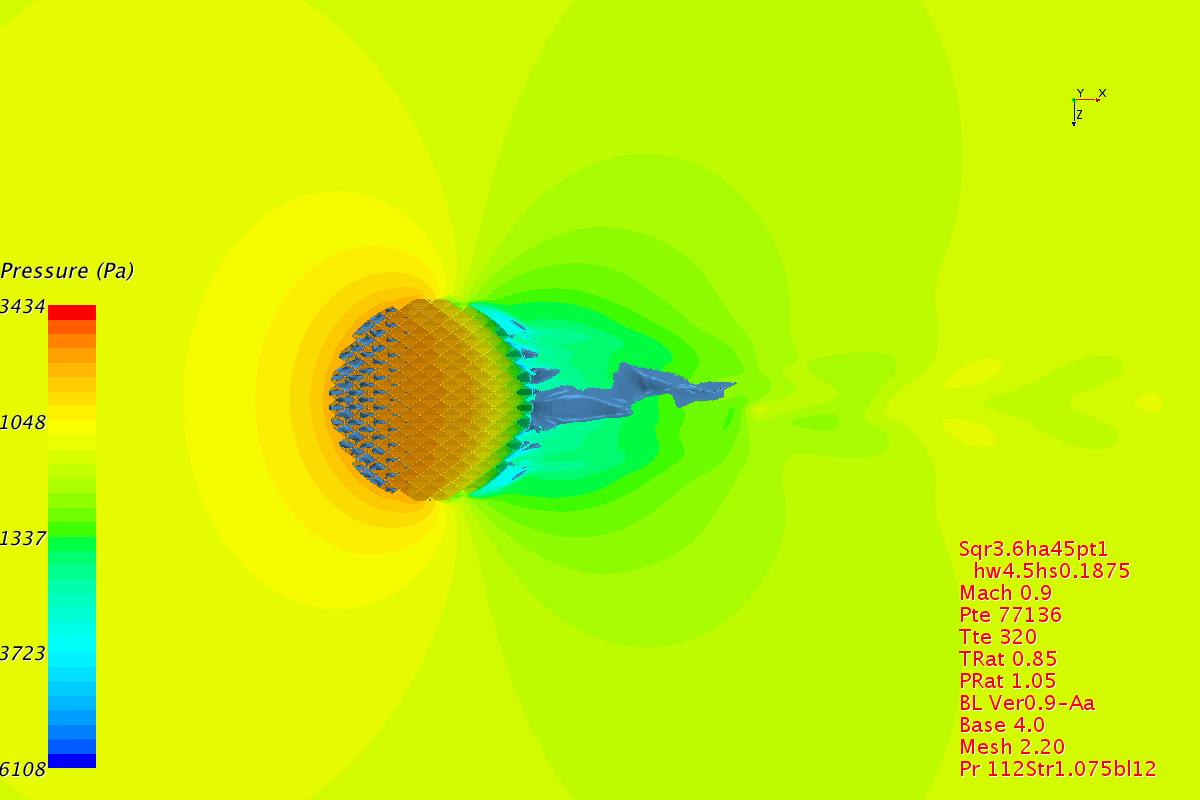 Y X
Z
Pressure (Pa)
3434
1048
1337
3723
6108
Sqr3.6ha45pt1
hw4.5hs0.1875
Mach 0.9
Pte 77136
Tte 320
TRat 0.85
PRat 1.05
BL Ver0.9-Aa
Base 4.0
Mesh 2.20
Pr 112Str1.075bl12